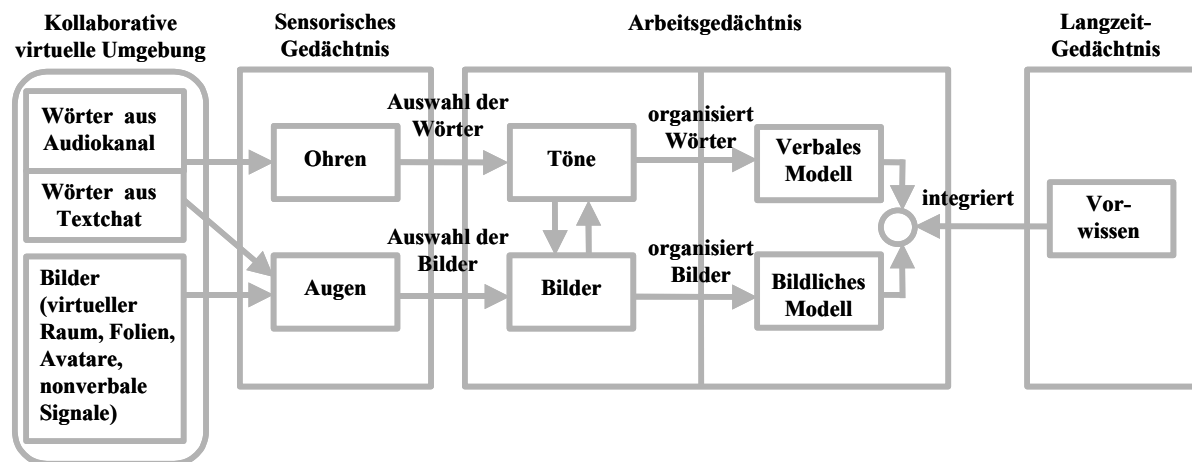 Kollaborative
virtuelle Umgebung
Sensorisches
Gedächtnis
Arbeitsgedächtnis
Langzeit-
Gedächtnis
Wörter aus
Audiokanal
Wörter aus
Textchat
Bilder
(virtueller
Raum, Folien,
Avatare,
nonverbale
Signale)
Ohren
Augen
Auswahl der
Wörter
Auswahl der
Bilder
Töne
Bilder
organisiert
Wörter
organisiert
Bilder
Verbales
Modell
Bildliches
Modell
integriert
Vor-
wissen